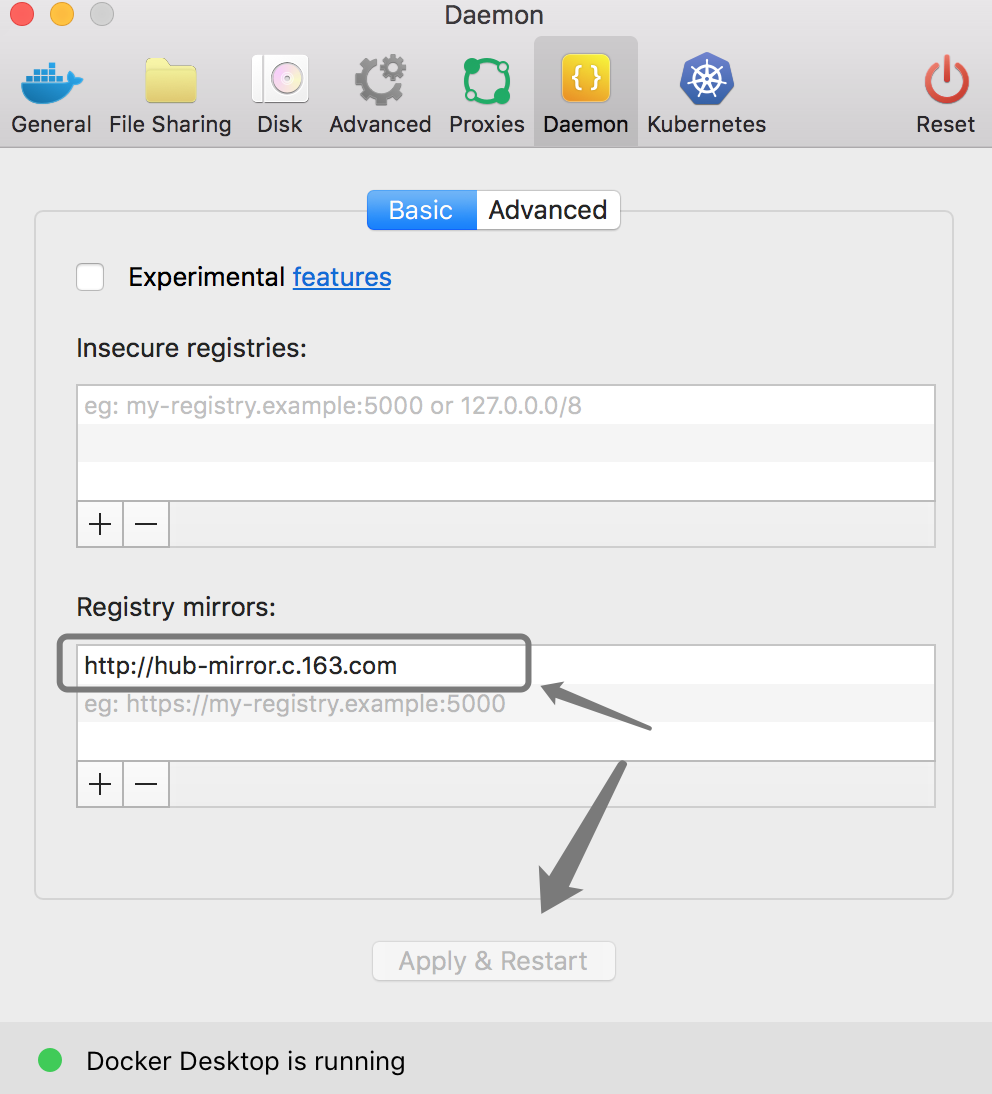 Daemon
General File Sharing Disk Advanced Proxies Daemon Kubernetes Reset
Basic Advanced
Experimental features
Insecure registries:
eg: my-registry.example:5000 or 127.0.0.0/8
Registry mirrors:
http://hub-mirror.c.163.com
eg: https://my-registry.example:5000
Apply & Restart
Docker Desktop is running